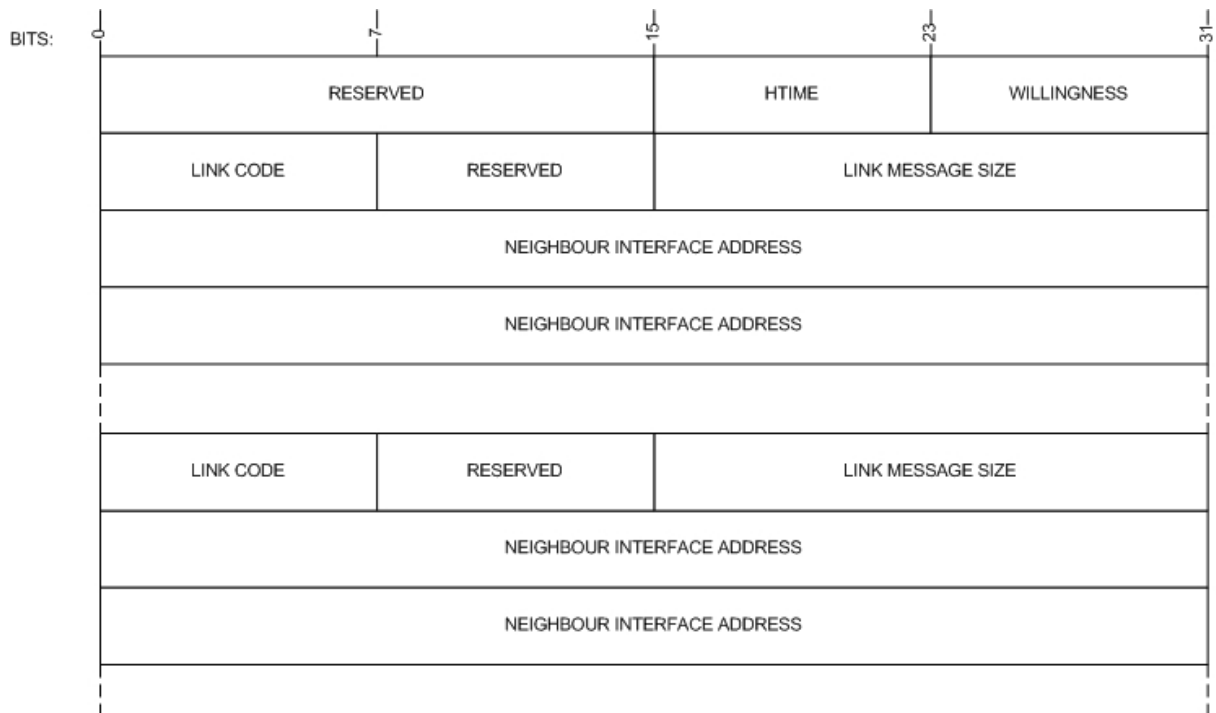 BITS: 0 7 15 23 31
RESERVED HTIME WILLINGNESS
LINK CODE RESERVED LINK MESSAGE SIZE
NEIGHBOUR INTERFACE ADDRESS
NEIGHBOUR INTERFACE ADDRESS
LINK CODE RESERVED LINK MESSAGE SIZE
NEIGHBOUR INTERFACE ADDRESS
NEIGHBOUR INTERFACE ADDRESS